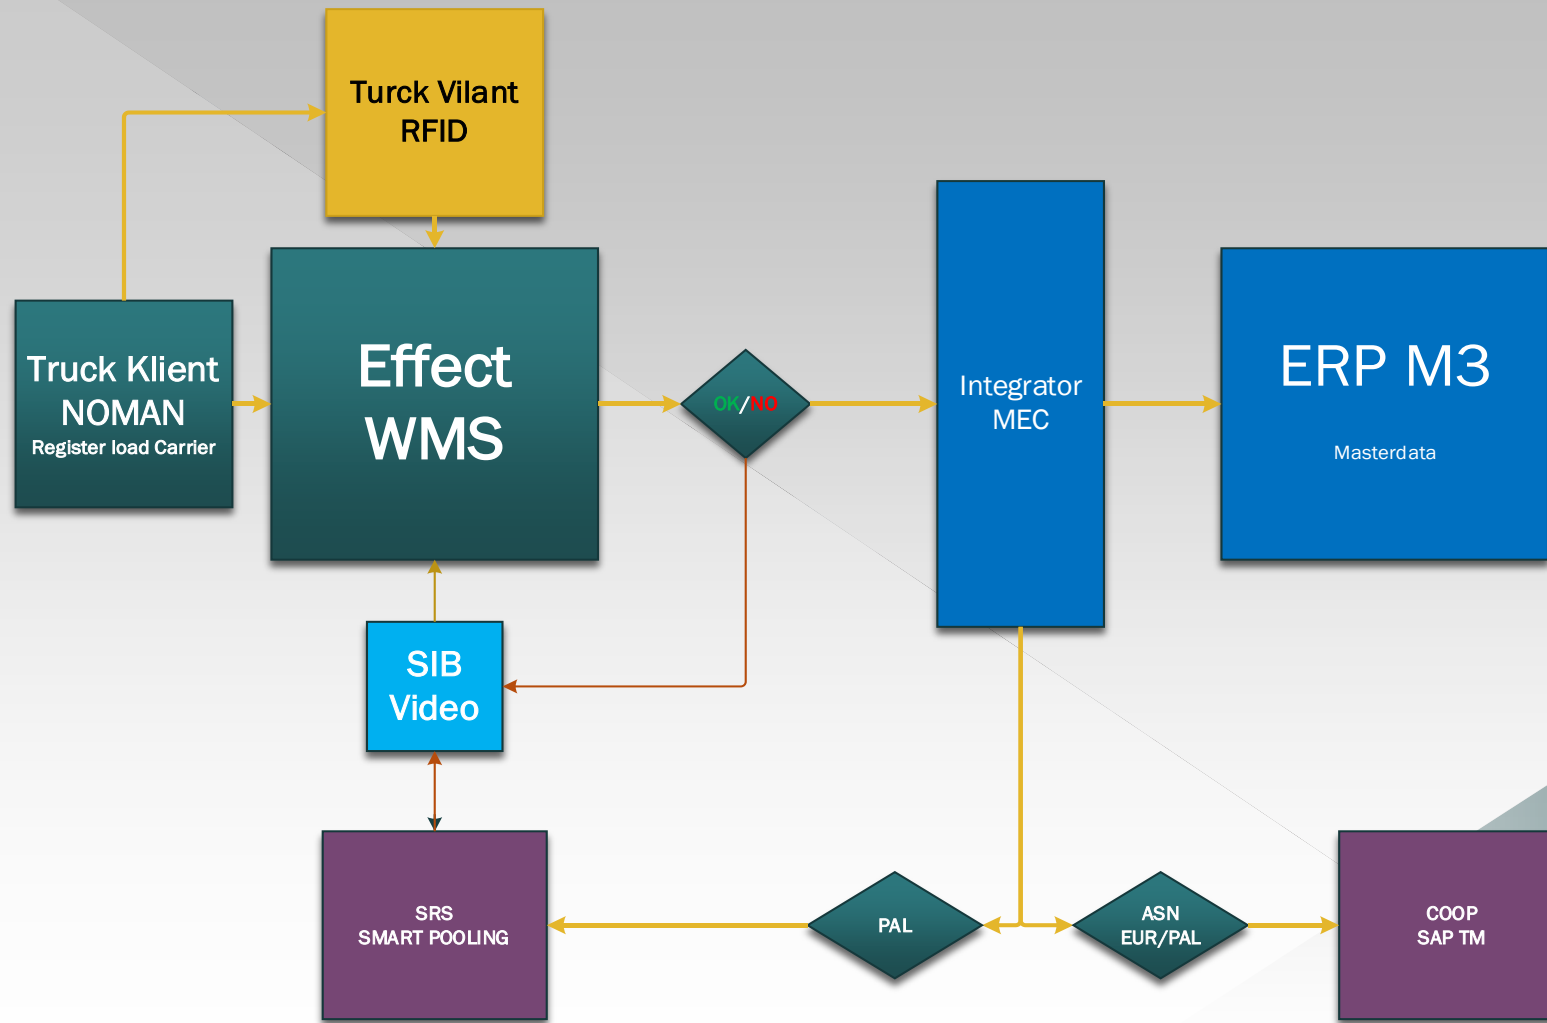 Turck Vilant
RFID
Truck Klient
NOMAN
Register load Carrier
Effect
WMS
OK/NO
Integrator
MEC
ERP M3
Masterdata
SIB
Video
SRS
SMART POOLING
PAL
ASN
EUR/PAL
COOP
SAP TM